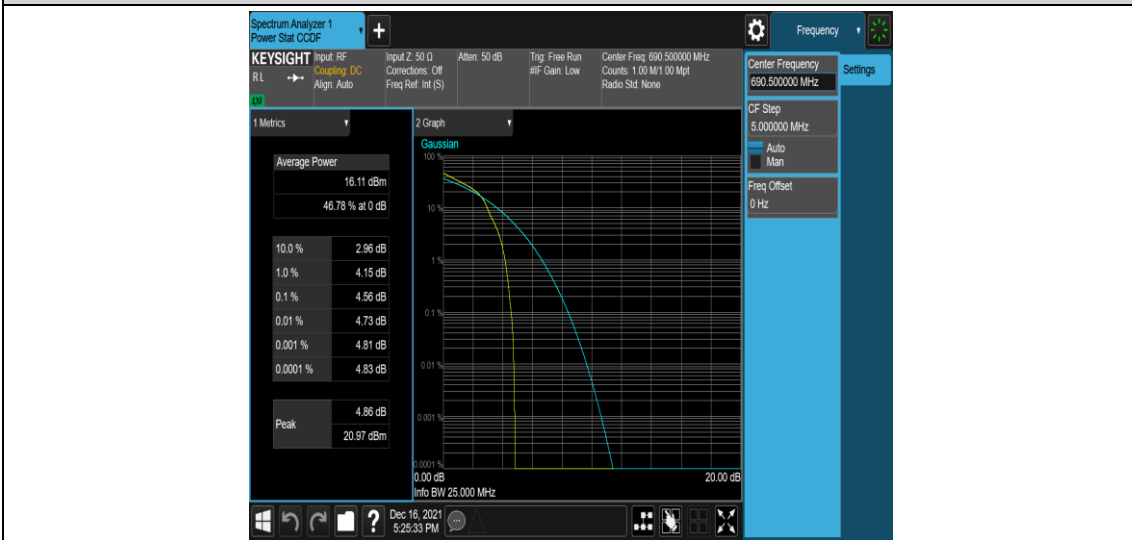 Spectrum Analyzer 1
Power Stat CCDF
Frequency
KEYSIGHT
RL
LXI
Input: RF
Coupling: DC
Align: Auto
Input Z: 50 Ω
Corrections: Off
Freq Ref: Int (S)
Atten: 50 dB
Trig: Free Run
#IF Gain: Low
Center Freq: 690.500000 MHz
Counts: 1.00 M/1.00 Mpt
Radio Std: None
Center Frequency
690.500000 MHz
Settings
CF Step
5.000000 MHz
Auto
Man
Freq Offset
0 Hz
1 Metrics
Average Power
16.11 dBm
46.78 % at 0 dB
10.0 % 2.96 dB
1.0 % 4.15 dB
0.1 % 4.56 dB
0.01 % 4.73 dB
0.001 % 4.81 dB
0.0001 % 4.83 dB
Peak
4.86 dB
20.97 dBm
2 Graph
Gaussian
100 %
10 %
1 %
0.1 %
0.01 %
0.001 %
0.0001 %
0.00 dB 20.00 dB
Info BW 25.000 MHz
Dec 16, 2021
5:25:33 PM